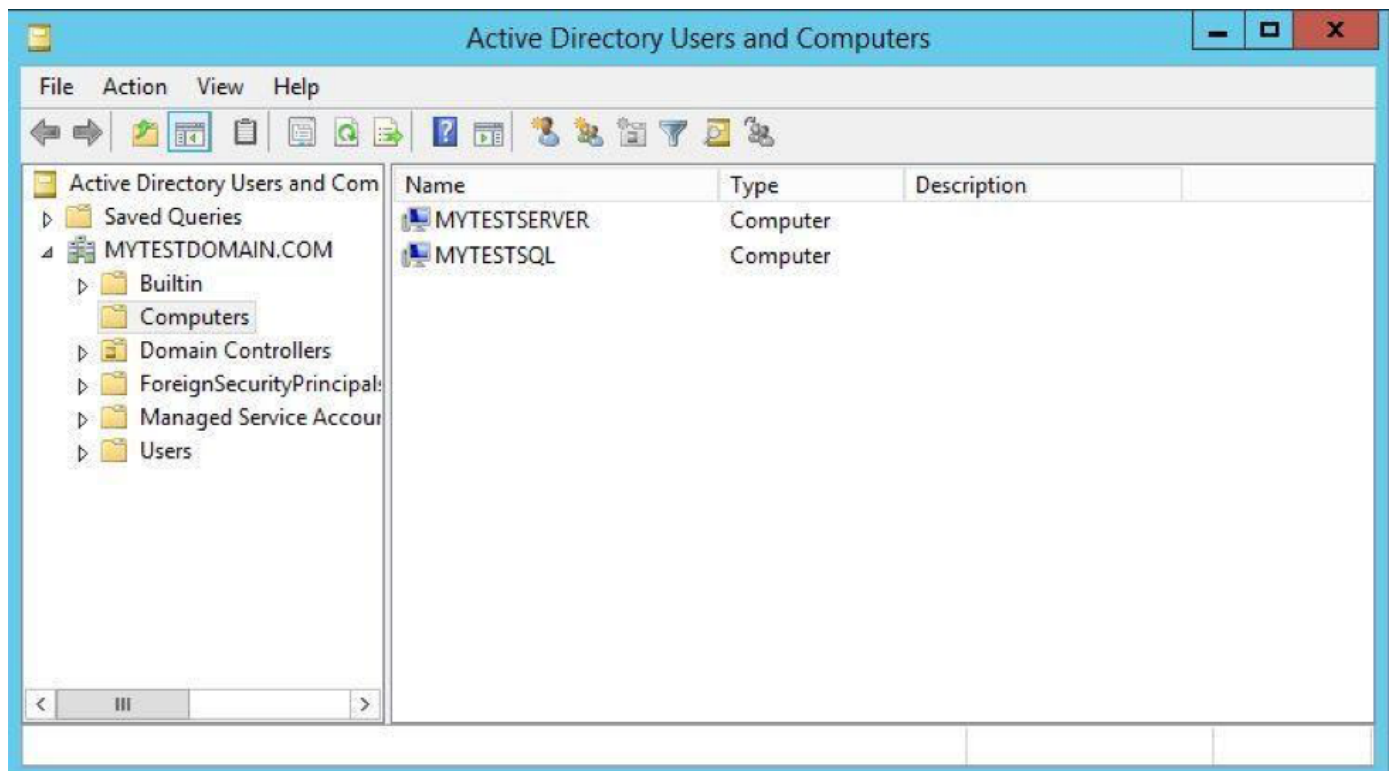 Active Directory Users and Computers
File Action View Help
Active Directory Users and Com
Name Type Description
Saved Queries
MYTESTSERVER Computer
MYTESTDOMAIN.COM
MYTESTSQL Computer
Builtin
Computers
Domain Controllers
ForeignSecurityPrincipals
Managed Service Accour
Users